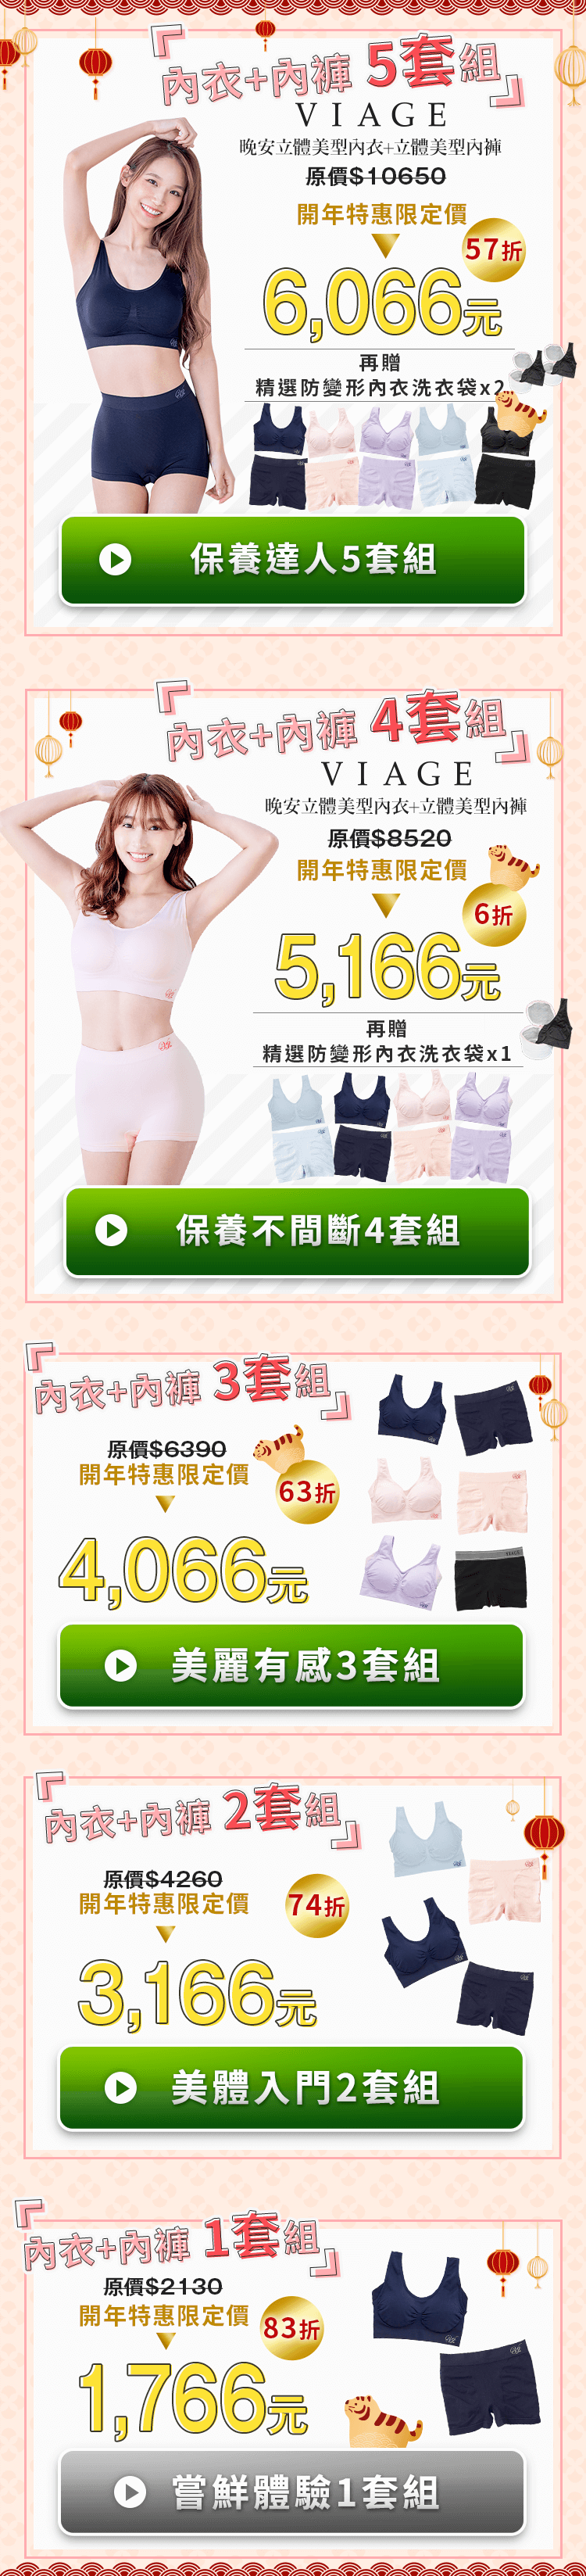 內衣+內褲 5套組
VIAGE
晚安立體美型內衣+立體美型內褲
原價$10650
開年特惠限定價
57折
6,066元
再贈
精選防變形內衣洗衣袋x2
保養達人5套組
內衣+內褲 4套組
VIAGE
晚安立體美型內衣+立體美型內褲
原價$8520
開年特惠限定價
6折
5,166元
再贈
精選防變形內衣洗衣袋x1
保養不間斷4套組
內衣+內褲 3套組
原價$6390
開年特惠限定價
63折
4,066元
美麗有感3套組
內衣+內褲 2套組
原價$4260
開年特惠限定價
74折
3,166元
美體入門2套組
內衣+內褲 1套組
原價$2130
開年特惠限定價
83折
1,766元
嘗鮮體驗1套組